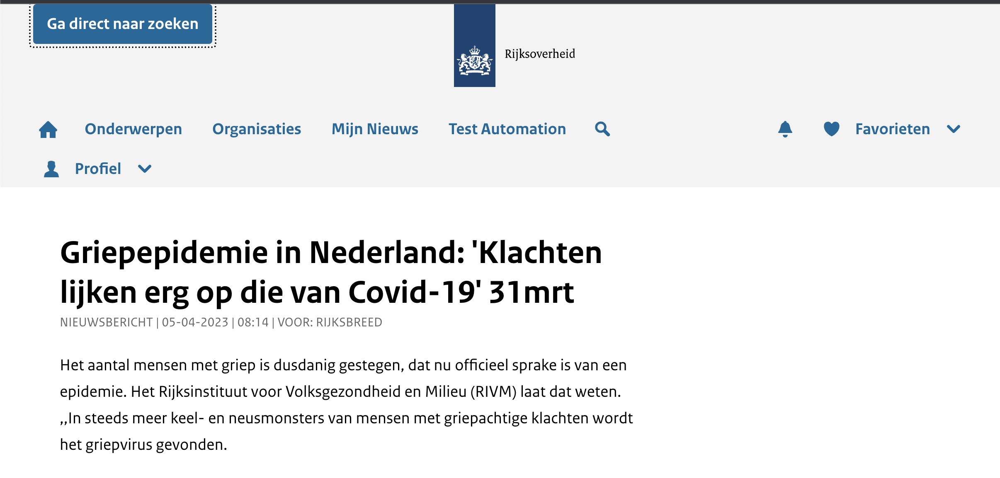 Ga direct naar zoeken
Rijksoverheid
Onderwerpen Organisaties Mijn Nieuws Test Automation Favorieten
Profiel
Griepepidemie in Nederland: 'Klachten
lijken erg op die van Covid-19' 31mrt
NIEUWSBERICHT | 05-04-2023 | 08:14 | VOOR: RIJKSBREED
Het aantal mensen met griep is dusdanig gestegen, dat nu officieel sprake is van een
epidemie. Het Rijksinstituut voor Volksgezondheid en Milieu (RIVM) laat dat weten.
,,In steeds meer keel- en neusmonsters van mensen met griepachtige klachten wordt
het griepvirus gevonden.